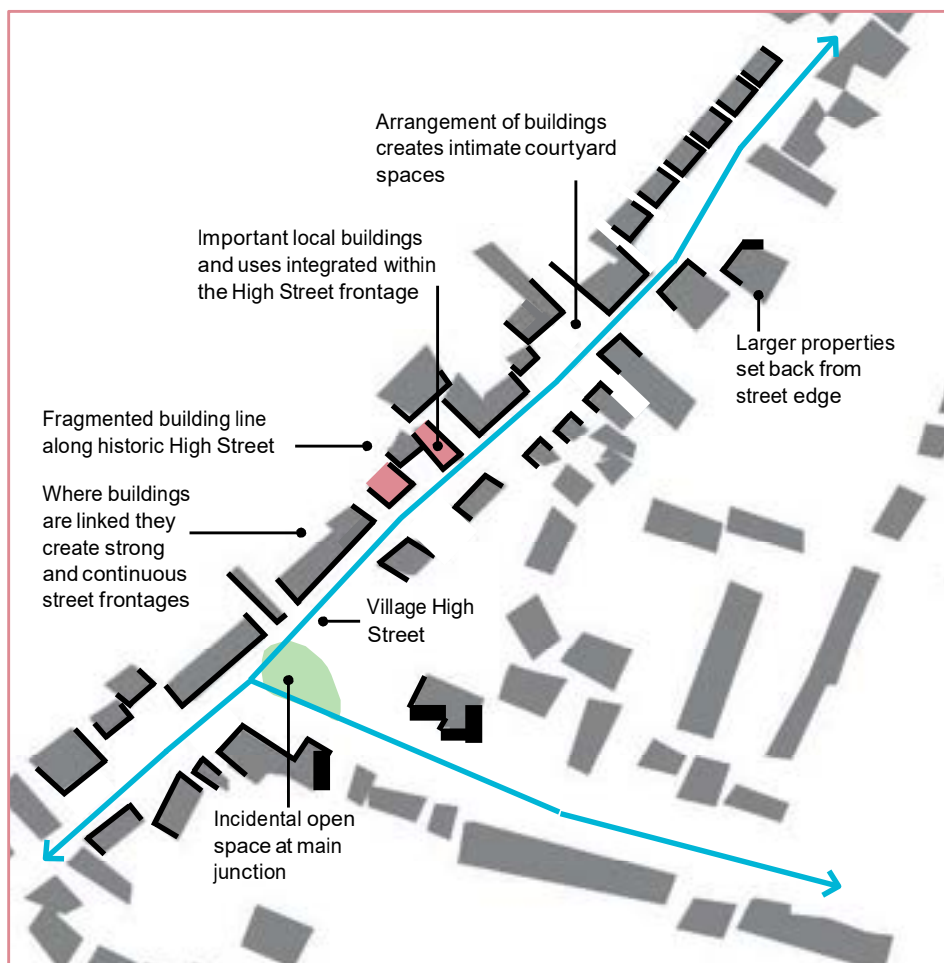 Arrangement of buildings
creates intimate courtyard
spaces
Important local buildings
and uses integrated within
the High Street frontage
Larger properties
set back from
street edge
Fragmented building line
along historic High Street
Where buildings
are linked they
create strong
and continuous
street frontages
Village High
Street
Incidental open
space at main
junction